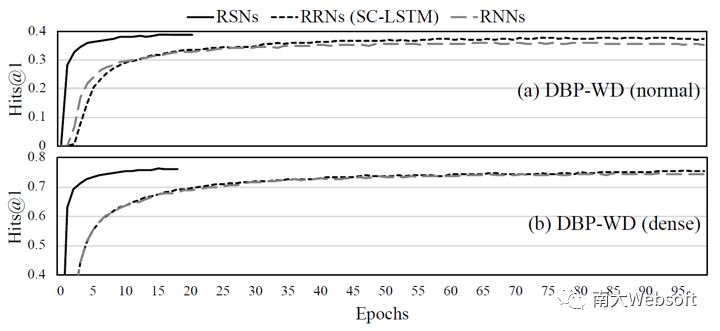 RSNs RRNs (SC-LSTM) RNNs
Hits@1
0.4
0.3
0.2
0.1
0
(a) DBP-WD (normal)
Hits@1
0.8
0.7
0.6
0.5
0.4
(b) DBP-WD (dense)
0 5 10 15 20 25 30 35 40 45 50 55 60 65 70 75 80 85 90 95
Epochs
南大Websoft